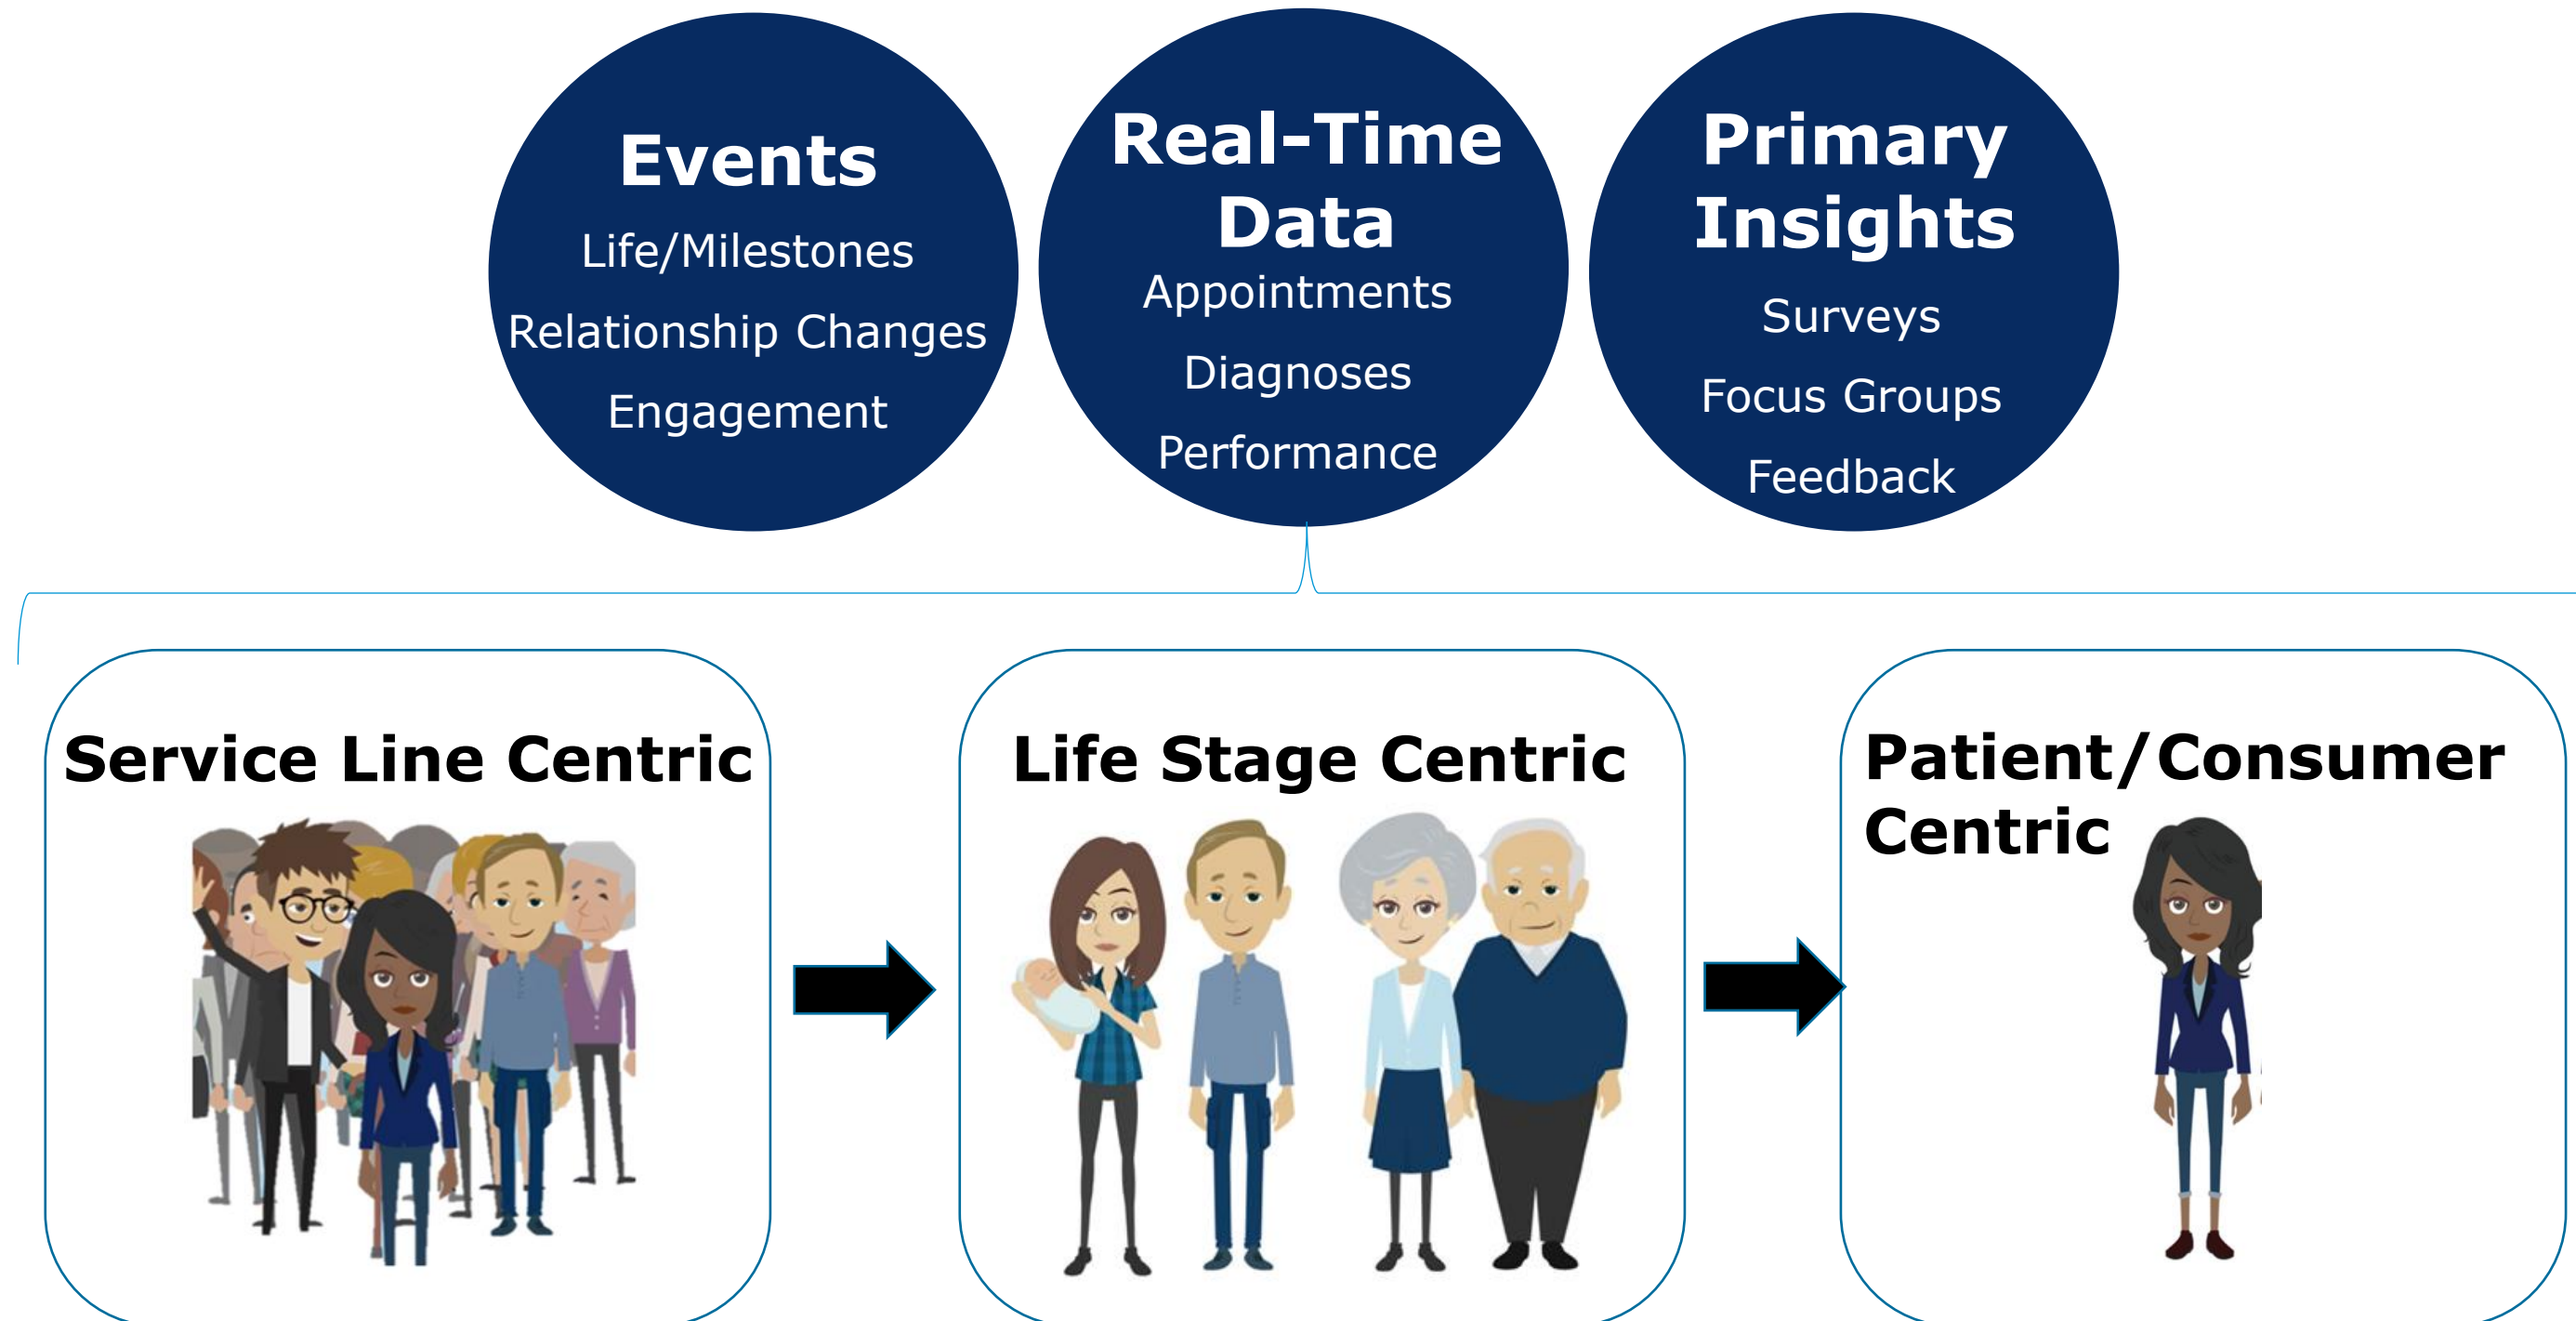 Events
Life/Milestones
Relationship Changes
Engagement
Real-Time
Data
Appointments
Diagnoses
Performance
Primary
Insights
Surveys
Focus Groups
Feedback
Service Line Centric
Life Stage Centric
Patient/Consumer
Centric